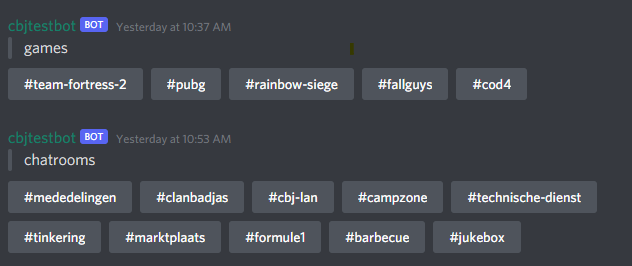 cbjtestbot BOT Yesterday at 10:37 AM
games
#team-fortress-2 #pubg #rainbow-siege #fallguys #cod4
cbjtestbot BOT Yesterday at 10:53 AM
chatrooms
#mededelingen #clanbadjas #cbj-lan #campzone #technische-dienst
#tinkering #marktplaats #formule1 #barbecue #jukebox